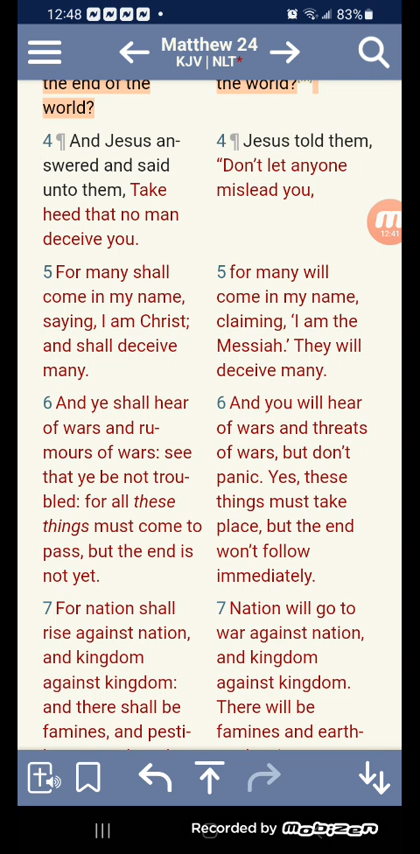 12:48 83%
Matthew 24
KJV | NLT*
the end of the
world?
4 ¶ And Jesus an-
swered and said
unto them, Take
heed that no man
deceive you.
5 For many shall
come in my name,
saying, I am Christ;
and shall deceive
many.
6 And ye shall hear
of wars and ru-
mours of wars: see
that ye be not trou-
bled: for all these
things must come to
pass, but the end is
not yet.
7 For nation shall
rise against nation,
and kingdom
against kingdom:
and there shall be
famines, and pesti-
the world?
4 ¶ Jesus told them,
“Don’t let anyone
mislead you,
5 for many will
come in my name,
claiming, ‘I am the
Messiah.’ They will
deceive many.
6 And you will hear
of wars and threats
of wars, but don’t
panic. Yes, these
things must take
place, but the end
won’t follow
immediately.
7 Nation will go to
war against nation,
and kingdom
against kingdom.
There will be
famines and earth-
m
12:41
Recorded by Mobizen